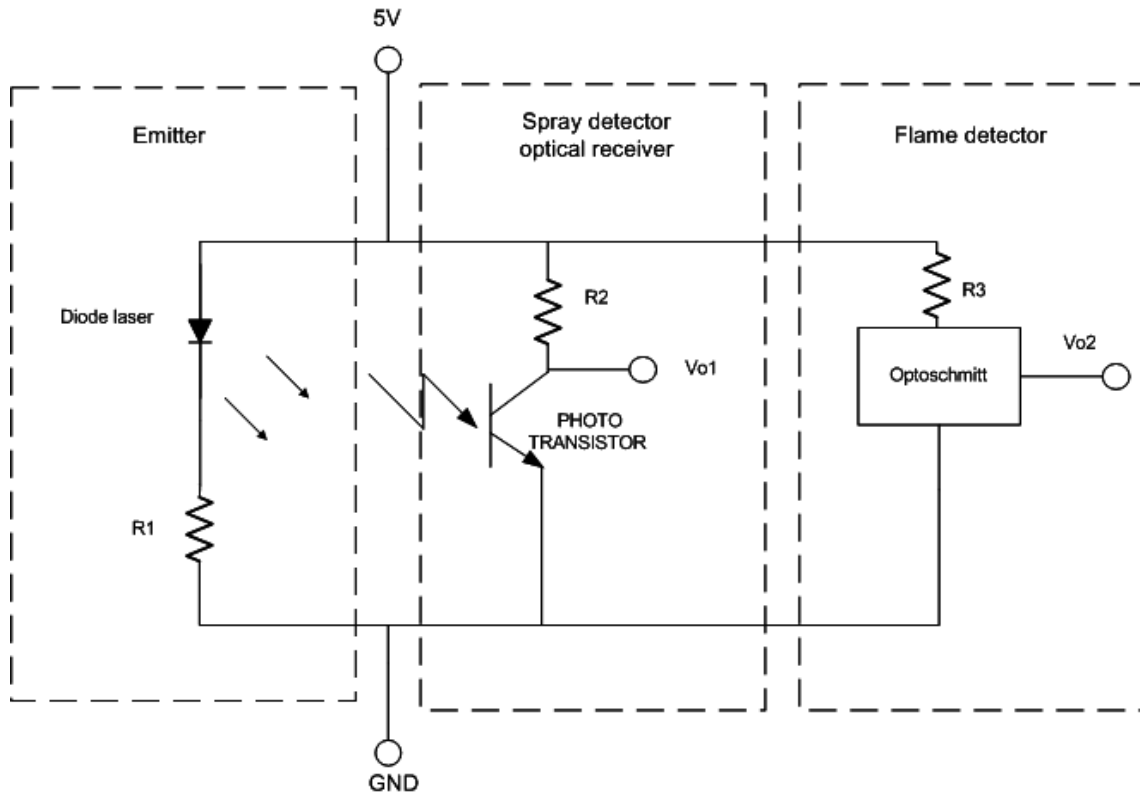 5V
Emitter
Spray detector
optical receiver
Flame detector
Diode laser
R1
R2
Vo1
PHOTO
TRANSISTOR
R3
Optoschmitt
Vo2
GND